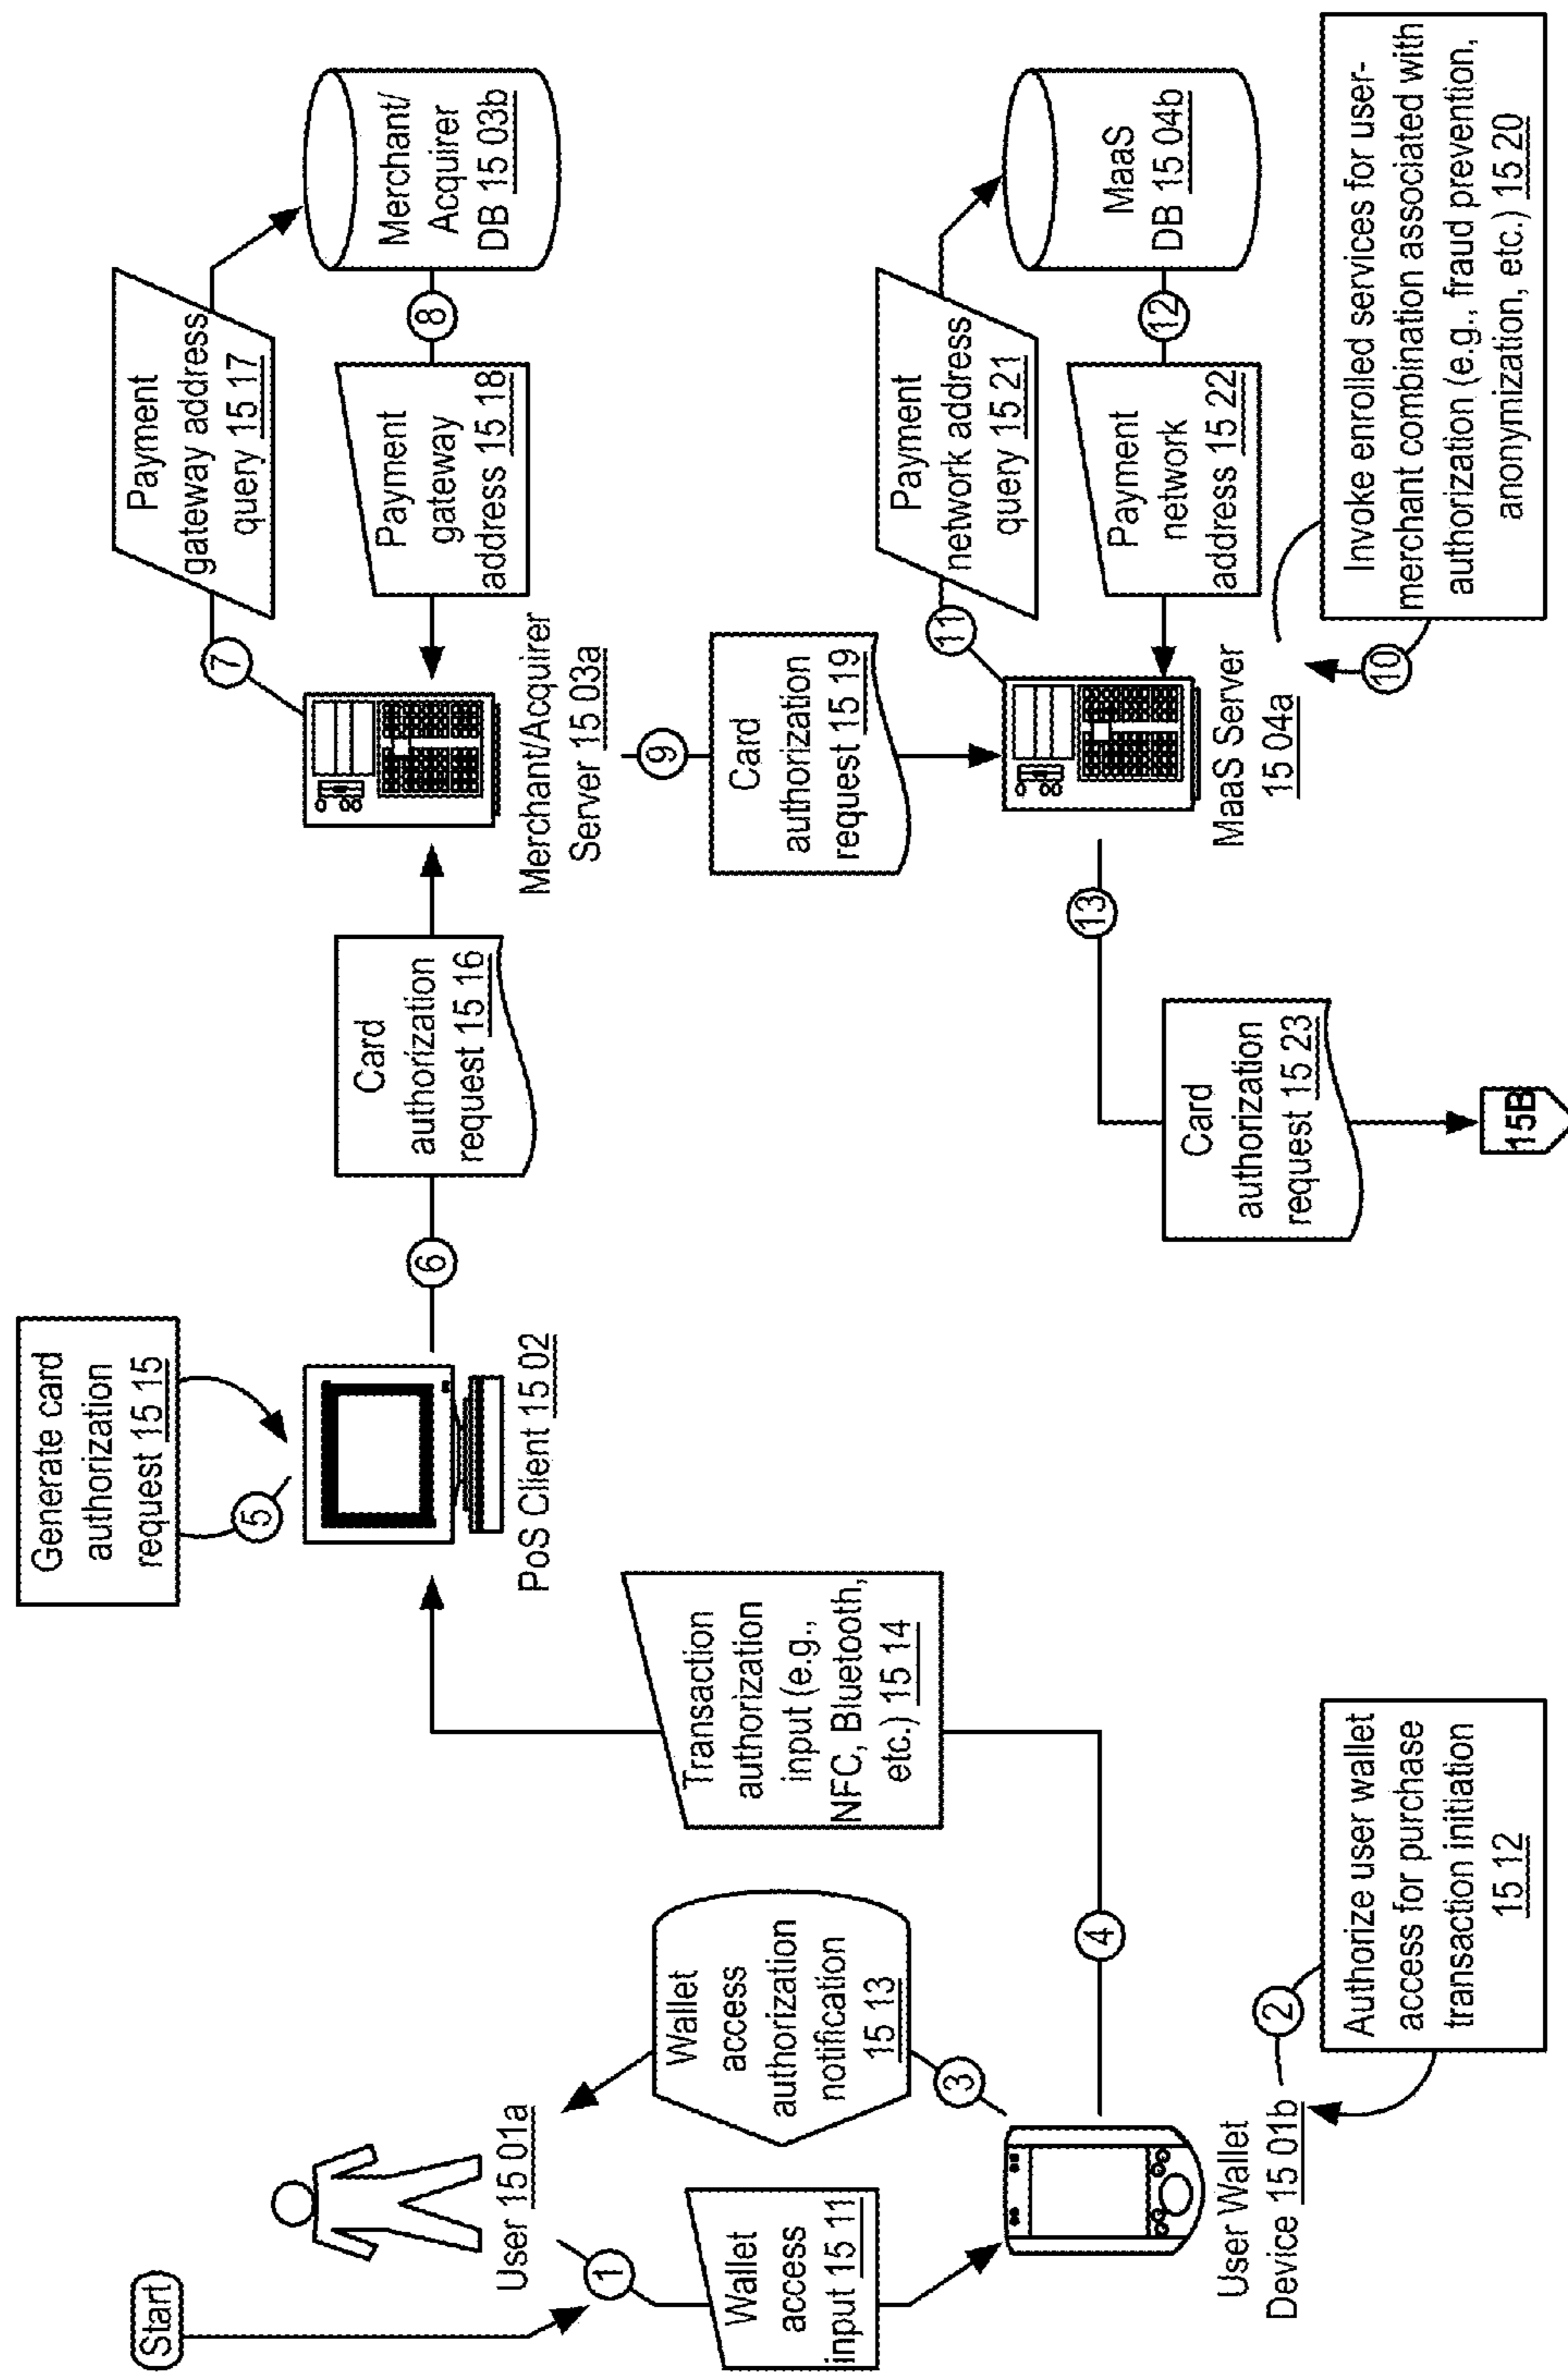 Start
User 15 01a
1
Wallet
access
input 15 11
User Wallet
Device 15 01b
2
Authorize user wallet
access for purchase
transaction initiation
15 12
3
Wallet
access
authorization
notification
15 13
4
Transaction
authorization
input (e.g.,
NFC, Bluetooth,
etc.) 15 14
Generate card
authorization
request 15 15
5
PoS Client 15 02
6
Card
authorization
request 15 16
Merchant/Acquirer
Server 15 03a
7
Payment
gateway address
query 15 17
Merchant/
Acquirer
DB 15 03b
8
Payment
gateway
address 15 18
9
Card
authorization
request 15 19
MaaS Server
15 04a
10
Invoke enrolled services for user-
merchant combination associated with
authorization (e.g., fraud prevention,
anonymization, etc.) 15 20
11
Payment
network address
query 15 21
MaaS
DB 15 04b
12
Payment
network
address 15 22
13
Card
authorization
request 15 23
15B